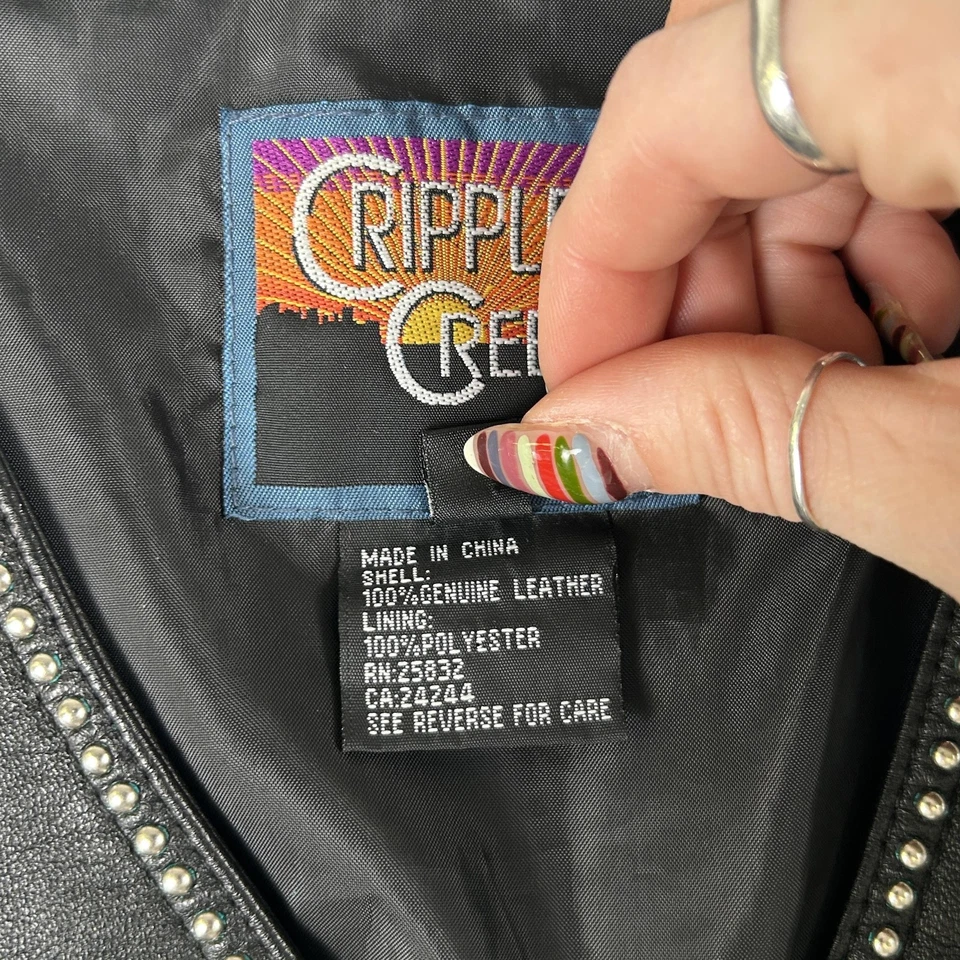 CRIPPLE
CREE
MADE IN CHINA
SHELL:
100%GENUINE LEATHER
LINING:
100%POLYESTER
RN:25832
CA:24244
SEE REVERSE FOR CARE